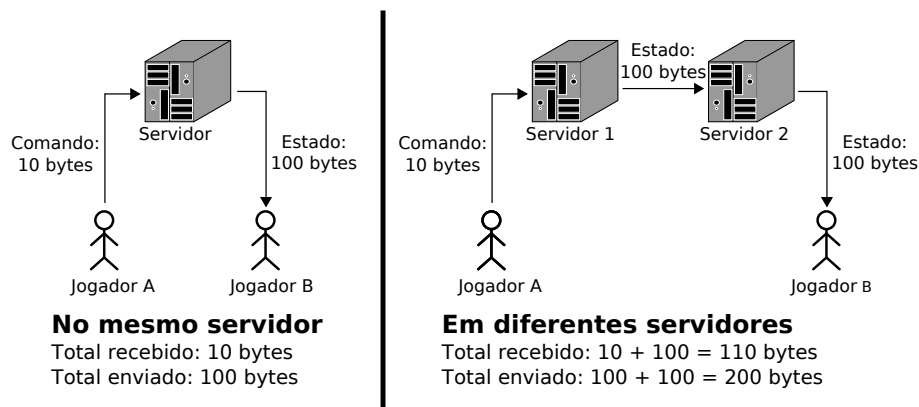 Servidor
Comando:
10 bytes
Estado:
100 bytes
Jogador A
Jogador B
No mesmo servidor
Total recebido: 10 bytes
Total enviado: 100 bytes
Estado:
100 bytes
Servidor 1
Servidor 2
Comando:
10 bytes
Estado:
100 bytes
Jogador A
Jogador B
Em diferentes servidores
Total recebido: 10 + 100 = 110 bytes
Total enviado: 100 + 100 = 200 bytes